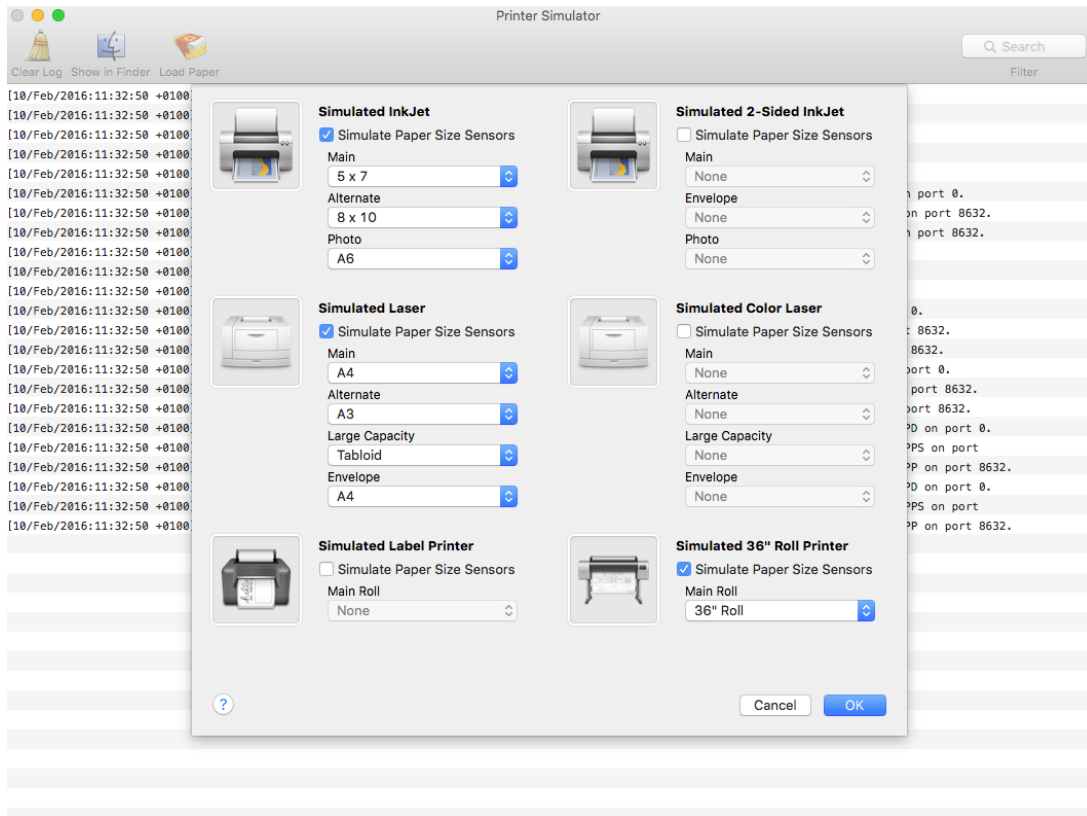 Printer Simulator
Clear Log Show in Finder Load Paper
Search
Filter
[10/Feb/2016:11:32:50 +0100]
[10/Feb/2016:11:32:50 +0100]
[10/Feb/2016:11:32:50 +0100]
[10/Feb/2016:11:32:50 +0100]
[10/Feb/2016:11:32:50 +0100]
[10/Feb/2016:11:32:50 +0100] on port 0.
[10/Feb/2016:11:32:50 +0100] on port 8632.
[10/Feb/2016:11:32:50 +0100] port 8632.
[10/Feb/2016:11:32:50 +0100]
[10/Feb/2016:11:32:50 +0100]
[10/Feb/2016:11:32:50 +0100]
[10/Feb/2016:11:32:50 +0100] 0.
[10/Feb/2016:11:32:50 +0100] 8632.
[10/Feb/2016:11:32:50 +0100] 8632.
[10/Feb/2016:11:32:50 +0100] port 0.
[10/Feb/2016:11:32:50 +0100] port 8632.
[10/Feb/2016:11:32:50 +0100] port 8632.
[10/Feb/2016:11:32:50 +0100] PD on port 0.
[10/Feb/2016:11:32:50 +0100] PPS on port
[10/Feb/2016:11:32:50 +0100] PP on port 8632.
[10/Feb/2016:11:32:50 +0100] PD on port 0.
[10/Feb/2016:11:32:50 +0100] PPS on port
[10/Feb/2016:11:32:50 +0100] PP on port 8632.
Simulated InkJet
Simulate Paper Size Sensors
Main
5 x 7
Alternate
8 x 10
Photo
A6
Simulated 2-Sided InkJet
Simulate Paper Size Sensors
Main
None
Envelope
None
Photo
None
Simulated Laser
Simulate Paper Size Sensors
Main
A4
Alternate
A3
Large Capacity
Tabloid
Envelope
A4
Simulated Color Laser
Simulate Paper Size Sensors
Main
None
Alternate
None
Large Capacity
None
Envelope
None
Simulated Label Printer
Simulate Paper Size Sensors
Main Roll
None
Simulated 36" Roll Printer
Simulate Paper Size Sensors
Main Roll
36" Roll
?
Cancel
OK